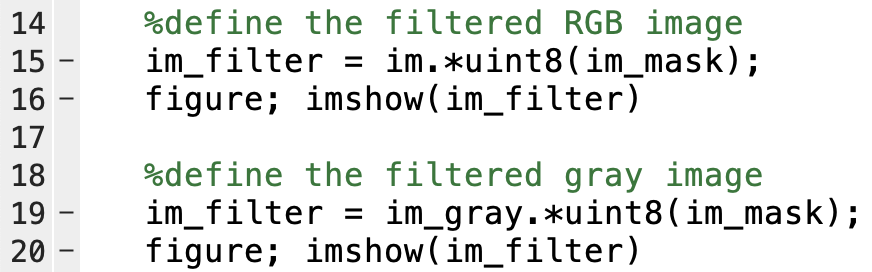 14 %define the filtered RGB image
15 - im_filter = im.*uint8(im_mask);
16 - figure; imshow(im_filter)
17
18 %define the filtered gray image
19 - im_filter = im_gray.*uint8(im_mask);
20 - figure; imshow(im_filter)